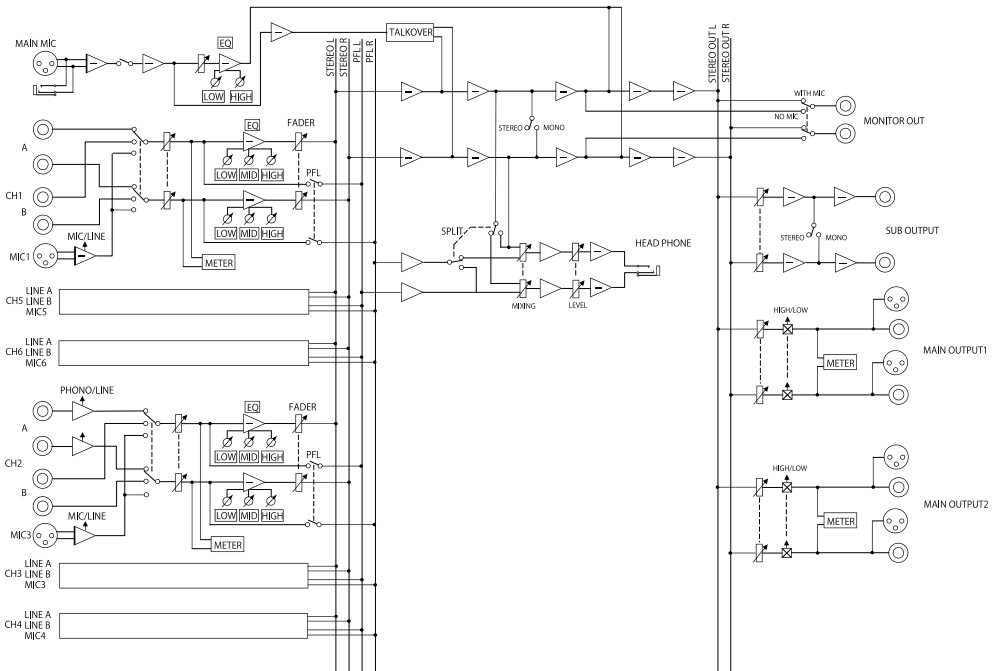 MAIN MIC
EQ
LOW HIGH
TALKOVER
STEREO L
STEREO R
PFL L
PFL R
STEREO OUT L
STEREO OUT R
WITH MIC
NO MIC
MONITOR OUT
STEREO MONO
A
CH1
B
MIC1
MIC/LINE
EQ
FADER
LOW MID HIGH
PFL
LOW MID HIGH
METER
SPLIT
HEAD PHONE
MIXING
LEVEL
STEREO MONO
SUB OUTPUT
LINE A
CH5 LINE B
MIC5
LINE A
CH6 LINE B
MIC6
HIGH/LOW
METER
MAIN OUTPUT1
PHONO/LINE
A
CH2
B
MIC3
MIC/LINE
EQ
FADER
LOW MID HIGH
PFL
LOW MID HIGH
METER
HIGH/LOW
METER
MAIN OUTPUT2
LINE A
CH3 LINE B
MIC3
LINE A
CH4 LINE B
MIC4